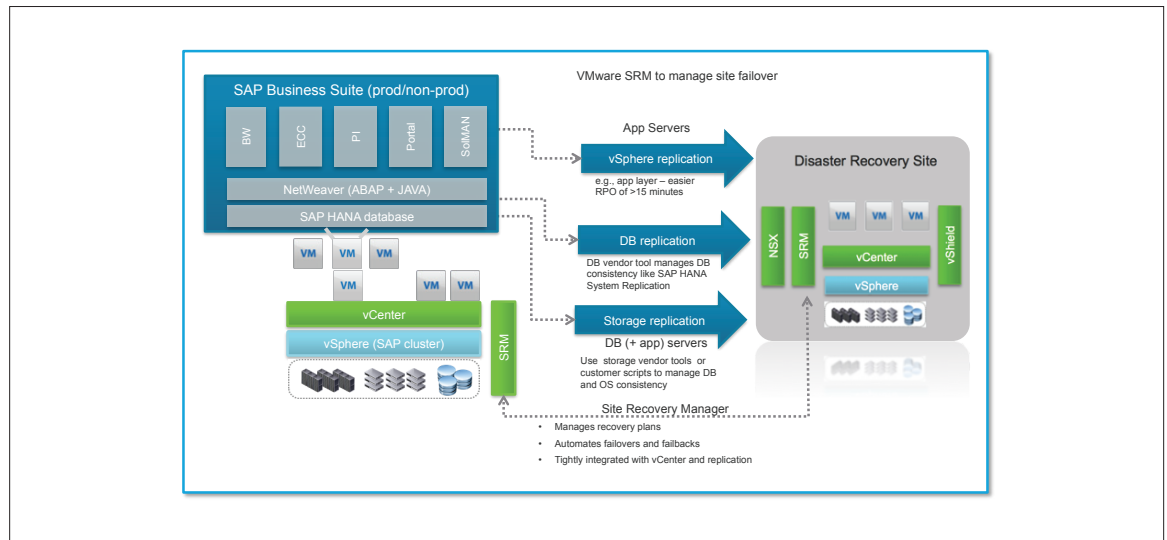 VMware SRM to manage site failover
SAP Business Suite (prod/non-prod)
BW
ECC
PI
Portal
SolMAN
NetWeaver (ABAP + JAVA)
SAP HANA database
VM
VM
VM
VM
VM
VM
vCenter
vSphere (SAP cluster)
SRM
App Servers
vSphere replication
e.g., app layer – easier
RPO of >15 minutes
DB replication
DB vendor tool manages DB
consistency like SAP HANA
System Replication
Storage replication
DB (+ app) servers
Use storage vendor tools or
customer scripts to manage DB
and OS consistency
Site Recovery Manager
• Manages recovery plans
• Automates failovers and failbacks
• Tightly integrated with vCenter and replication
Disaster Recovery Site
NSX
SRM
VM
VM
VM
vCenter
vSphere
vShield